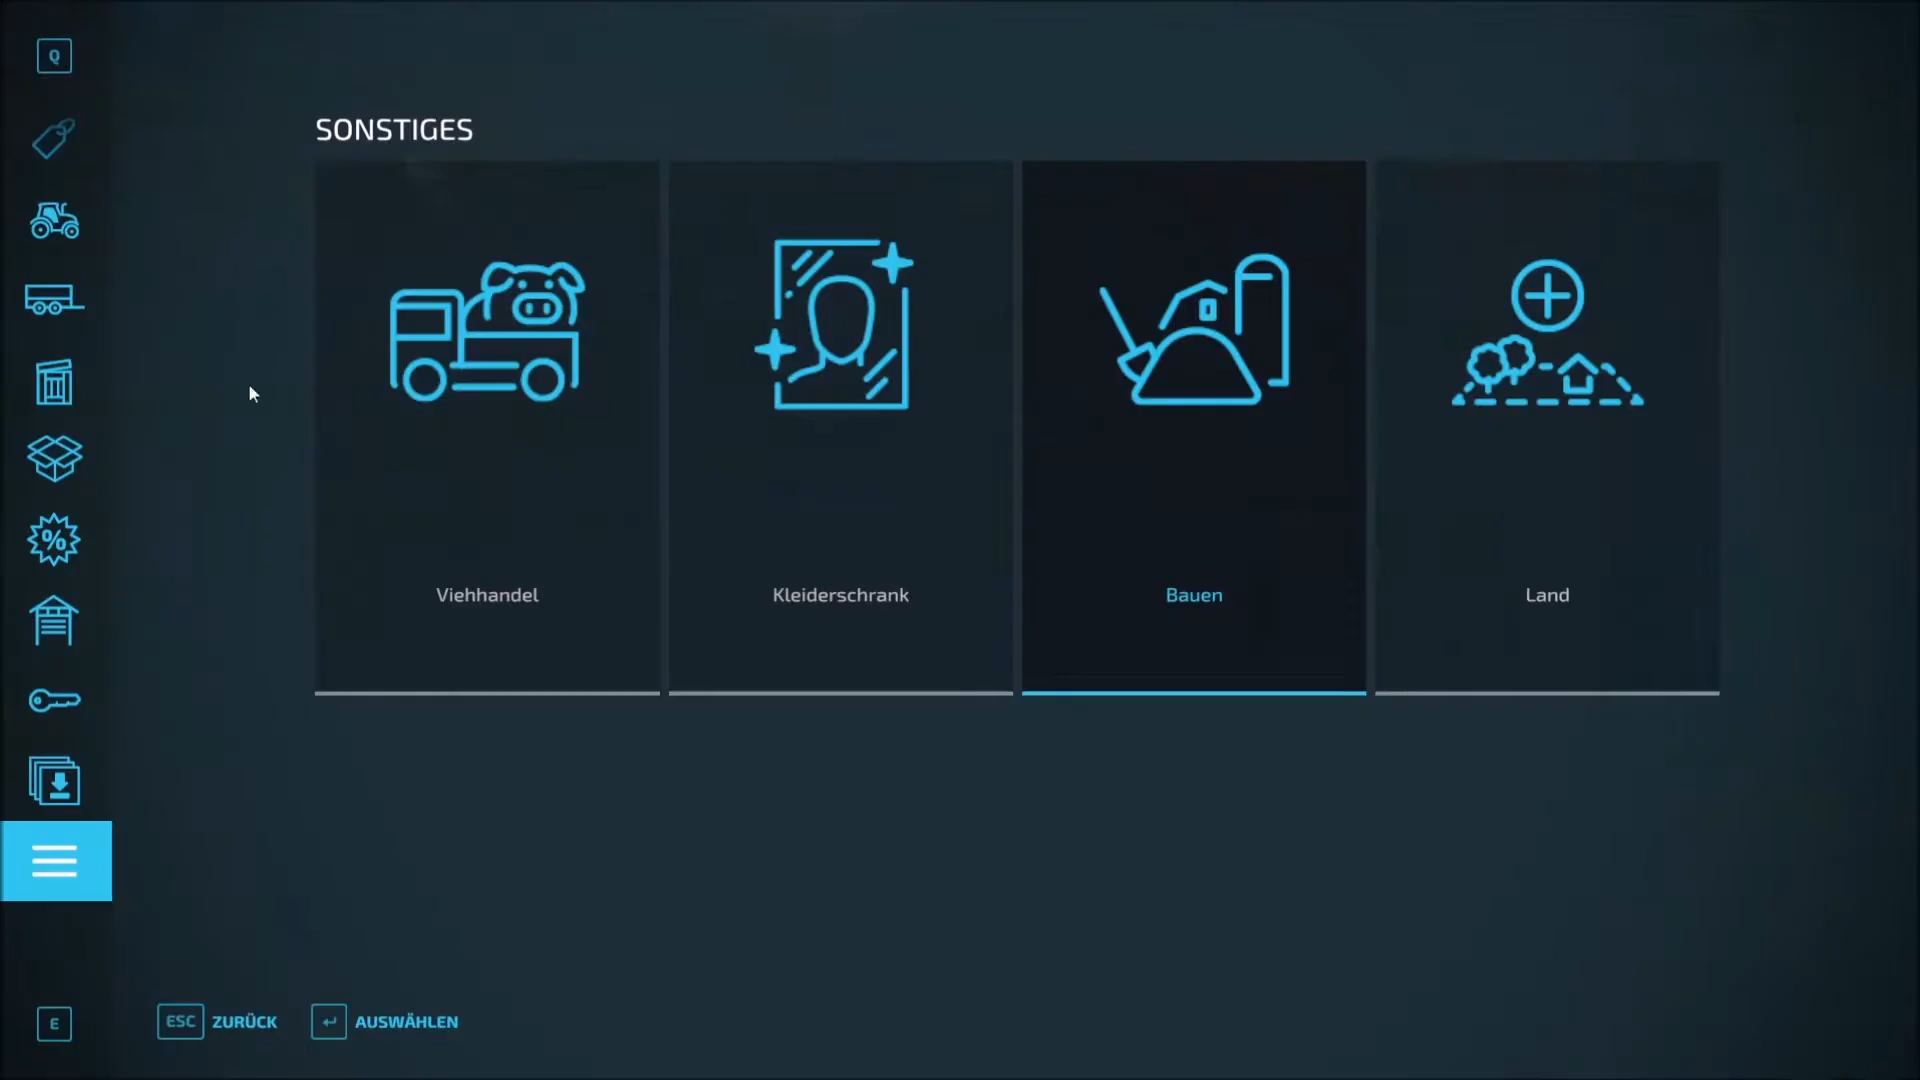 Q
SONSTIGES
%
Viehhandel
Kleiderschrank
Bauen
Land
E
ESC ZURÜCK
↵ AUSWÄHLEN